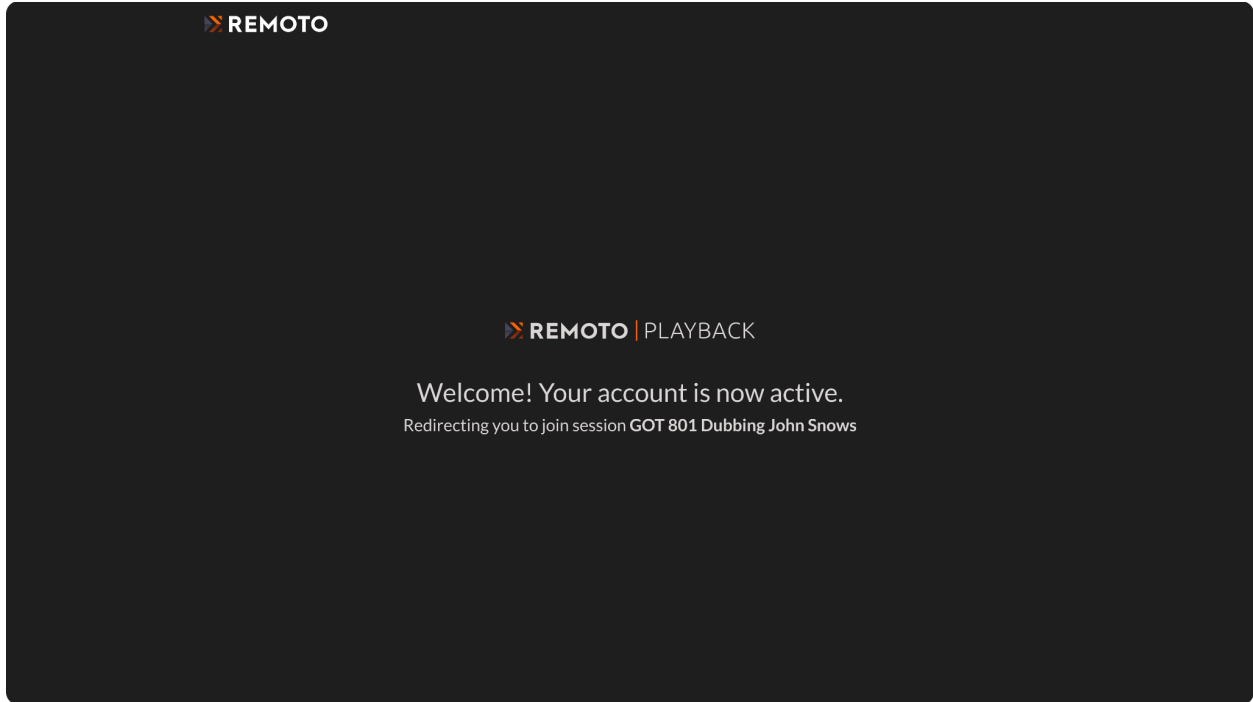 REMOTO
REMOTO | PLAYBACK
Welcome! Your account is now active.
Redirecting you to join session GOT 801 Dubbing John Snows